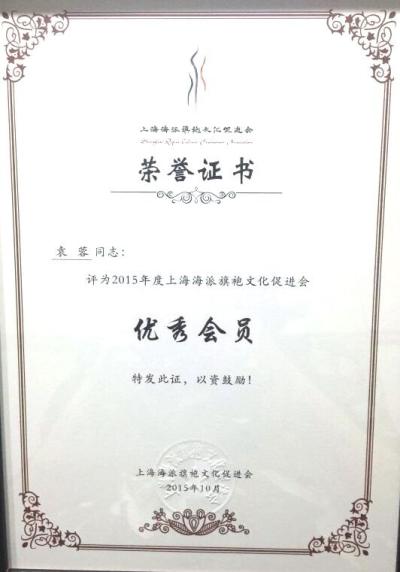 上海海派旗袍文化促进会
荣誉证书
袁蓉同志：
评为2015年度上海海派旗袍文化促进会
优秀会员
特发此证，以资鼓励！
上海海派旗袍文化促进会
2015年10月